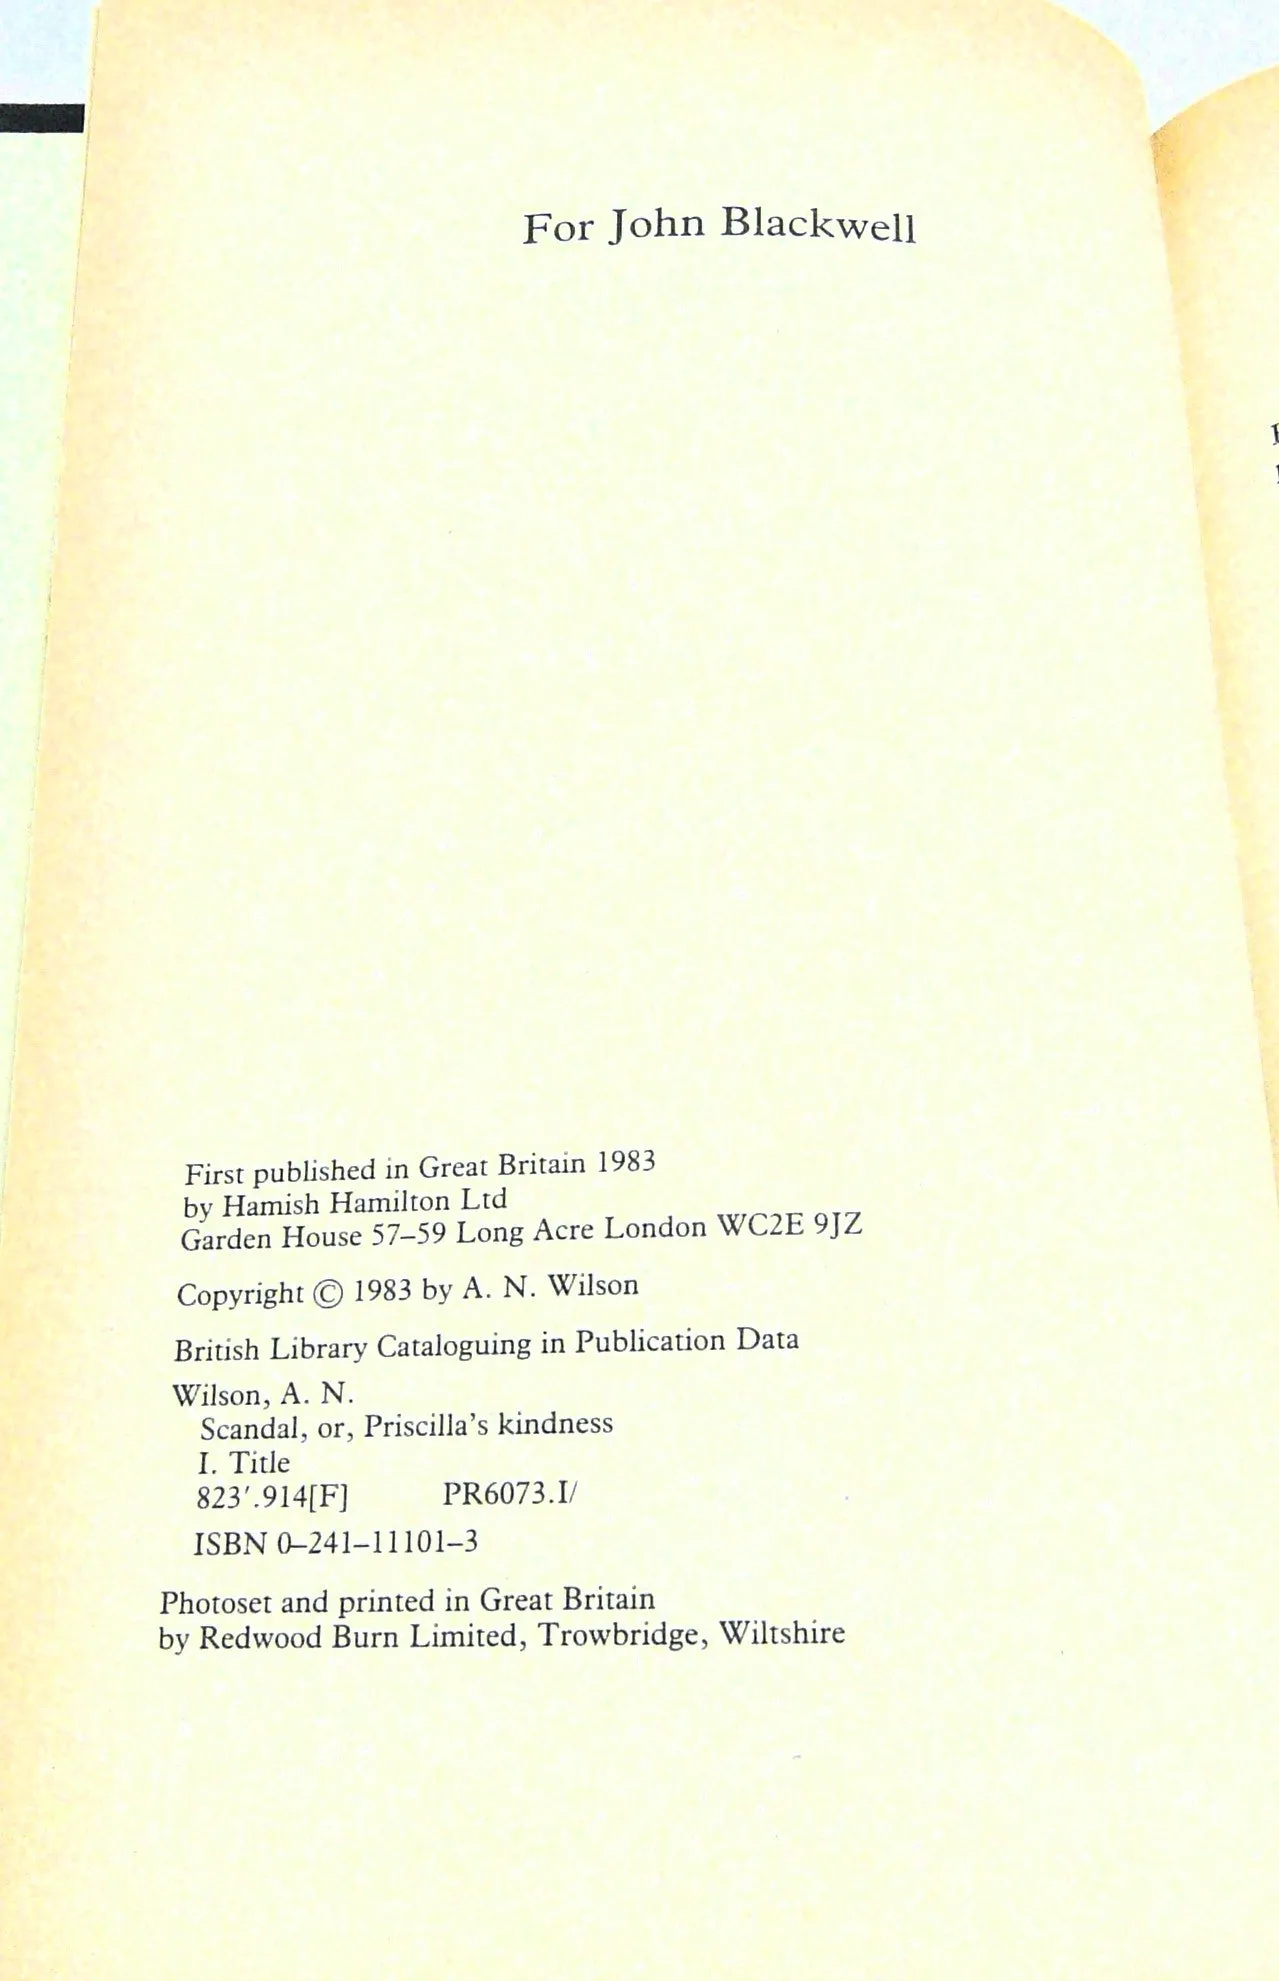 For John Blackwell
First published in Great Britain 1983
by Hamish Hamilton Ltd
Garden House 57–59 Long Acre London WC2E 9JZ
Copyright © 1983 by A. N. Wilson
British Library Cataloguing in Publication Data
Wilson, A. N.
Scandal, or, Priscilla's kindness
I. Title
823′.914[F] PR6073.I/
ISBN 0–241–11101–3
Photoset and printed in Great Britain
by Redwood Burn Limited, Trowbridge, Wiltshire